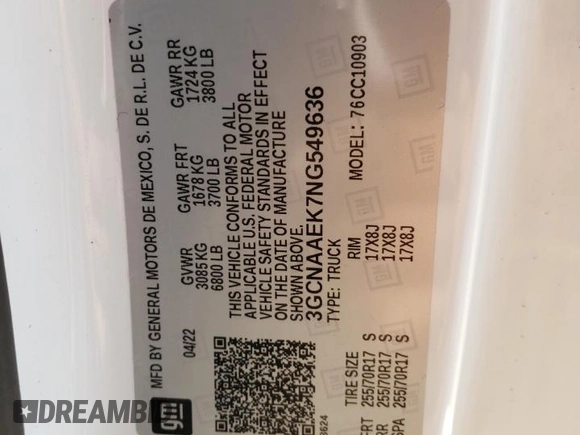 MFD BY GENERAL MOTORS DE MEXICO, S. DE R.L. DE C.V.
04/22 GVWR GAWR FRT GAWR RR
3085 KG 1678 KG 1724 KG
6800 LB 3700 LB 3800 LB
THIS VEHICLE CONFORMS TO ALL
APPLICABLE U.S. FEDERAL MOTOR
VEHICLE SAFETY STANDARDS IN EFFECT
ON THE DATE OF MANUFACTURE
SHOWN ABOVE.
3GCNAAEK7NG549636
TYPE: TRUCK MODEL: 76CC10903
TIRE SIZE RIM
FRT 255/70R17 S 17X8J
RR 255/70R17 S 17X8J
SPA 255/70R17 S 17X8J
gm
GM
DREAMBI